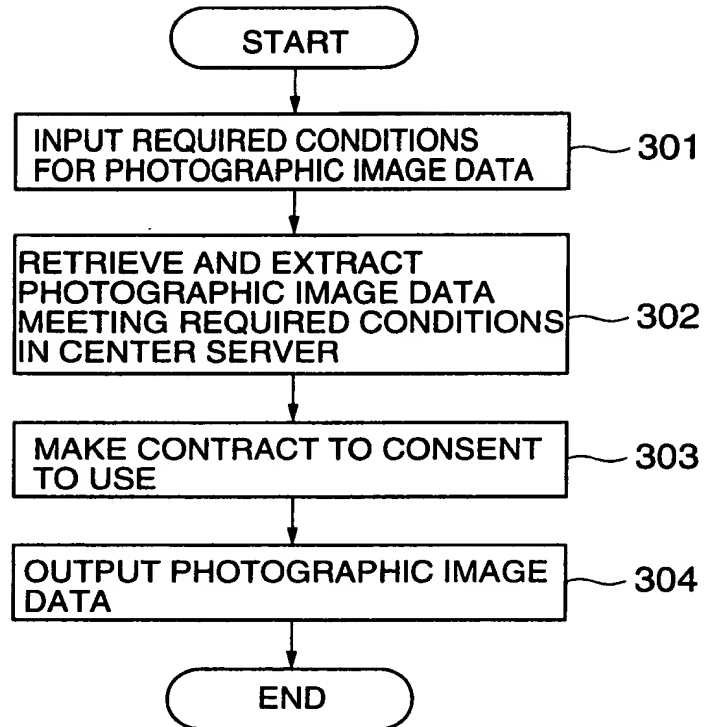 START
INPUT REQUIRED CONDITIONS
FOR PHOTOGRAPHIC IMAGE DATA
301
RETRIEVE AND EXTRACT
PHOTOGRAPHIC IMAGE DATA
MEETING REQUIRED CONDITIONS
IN CENTER SERVER
302
MAKE CONTRACT TO CONSENT
TO USE
303
OUTPUT PHOTOGRAPHIC IMAGE
DATA
304
END